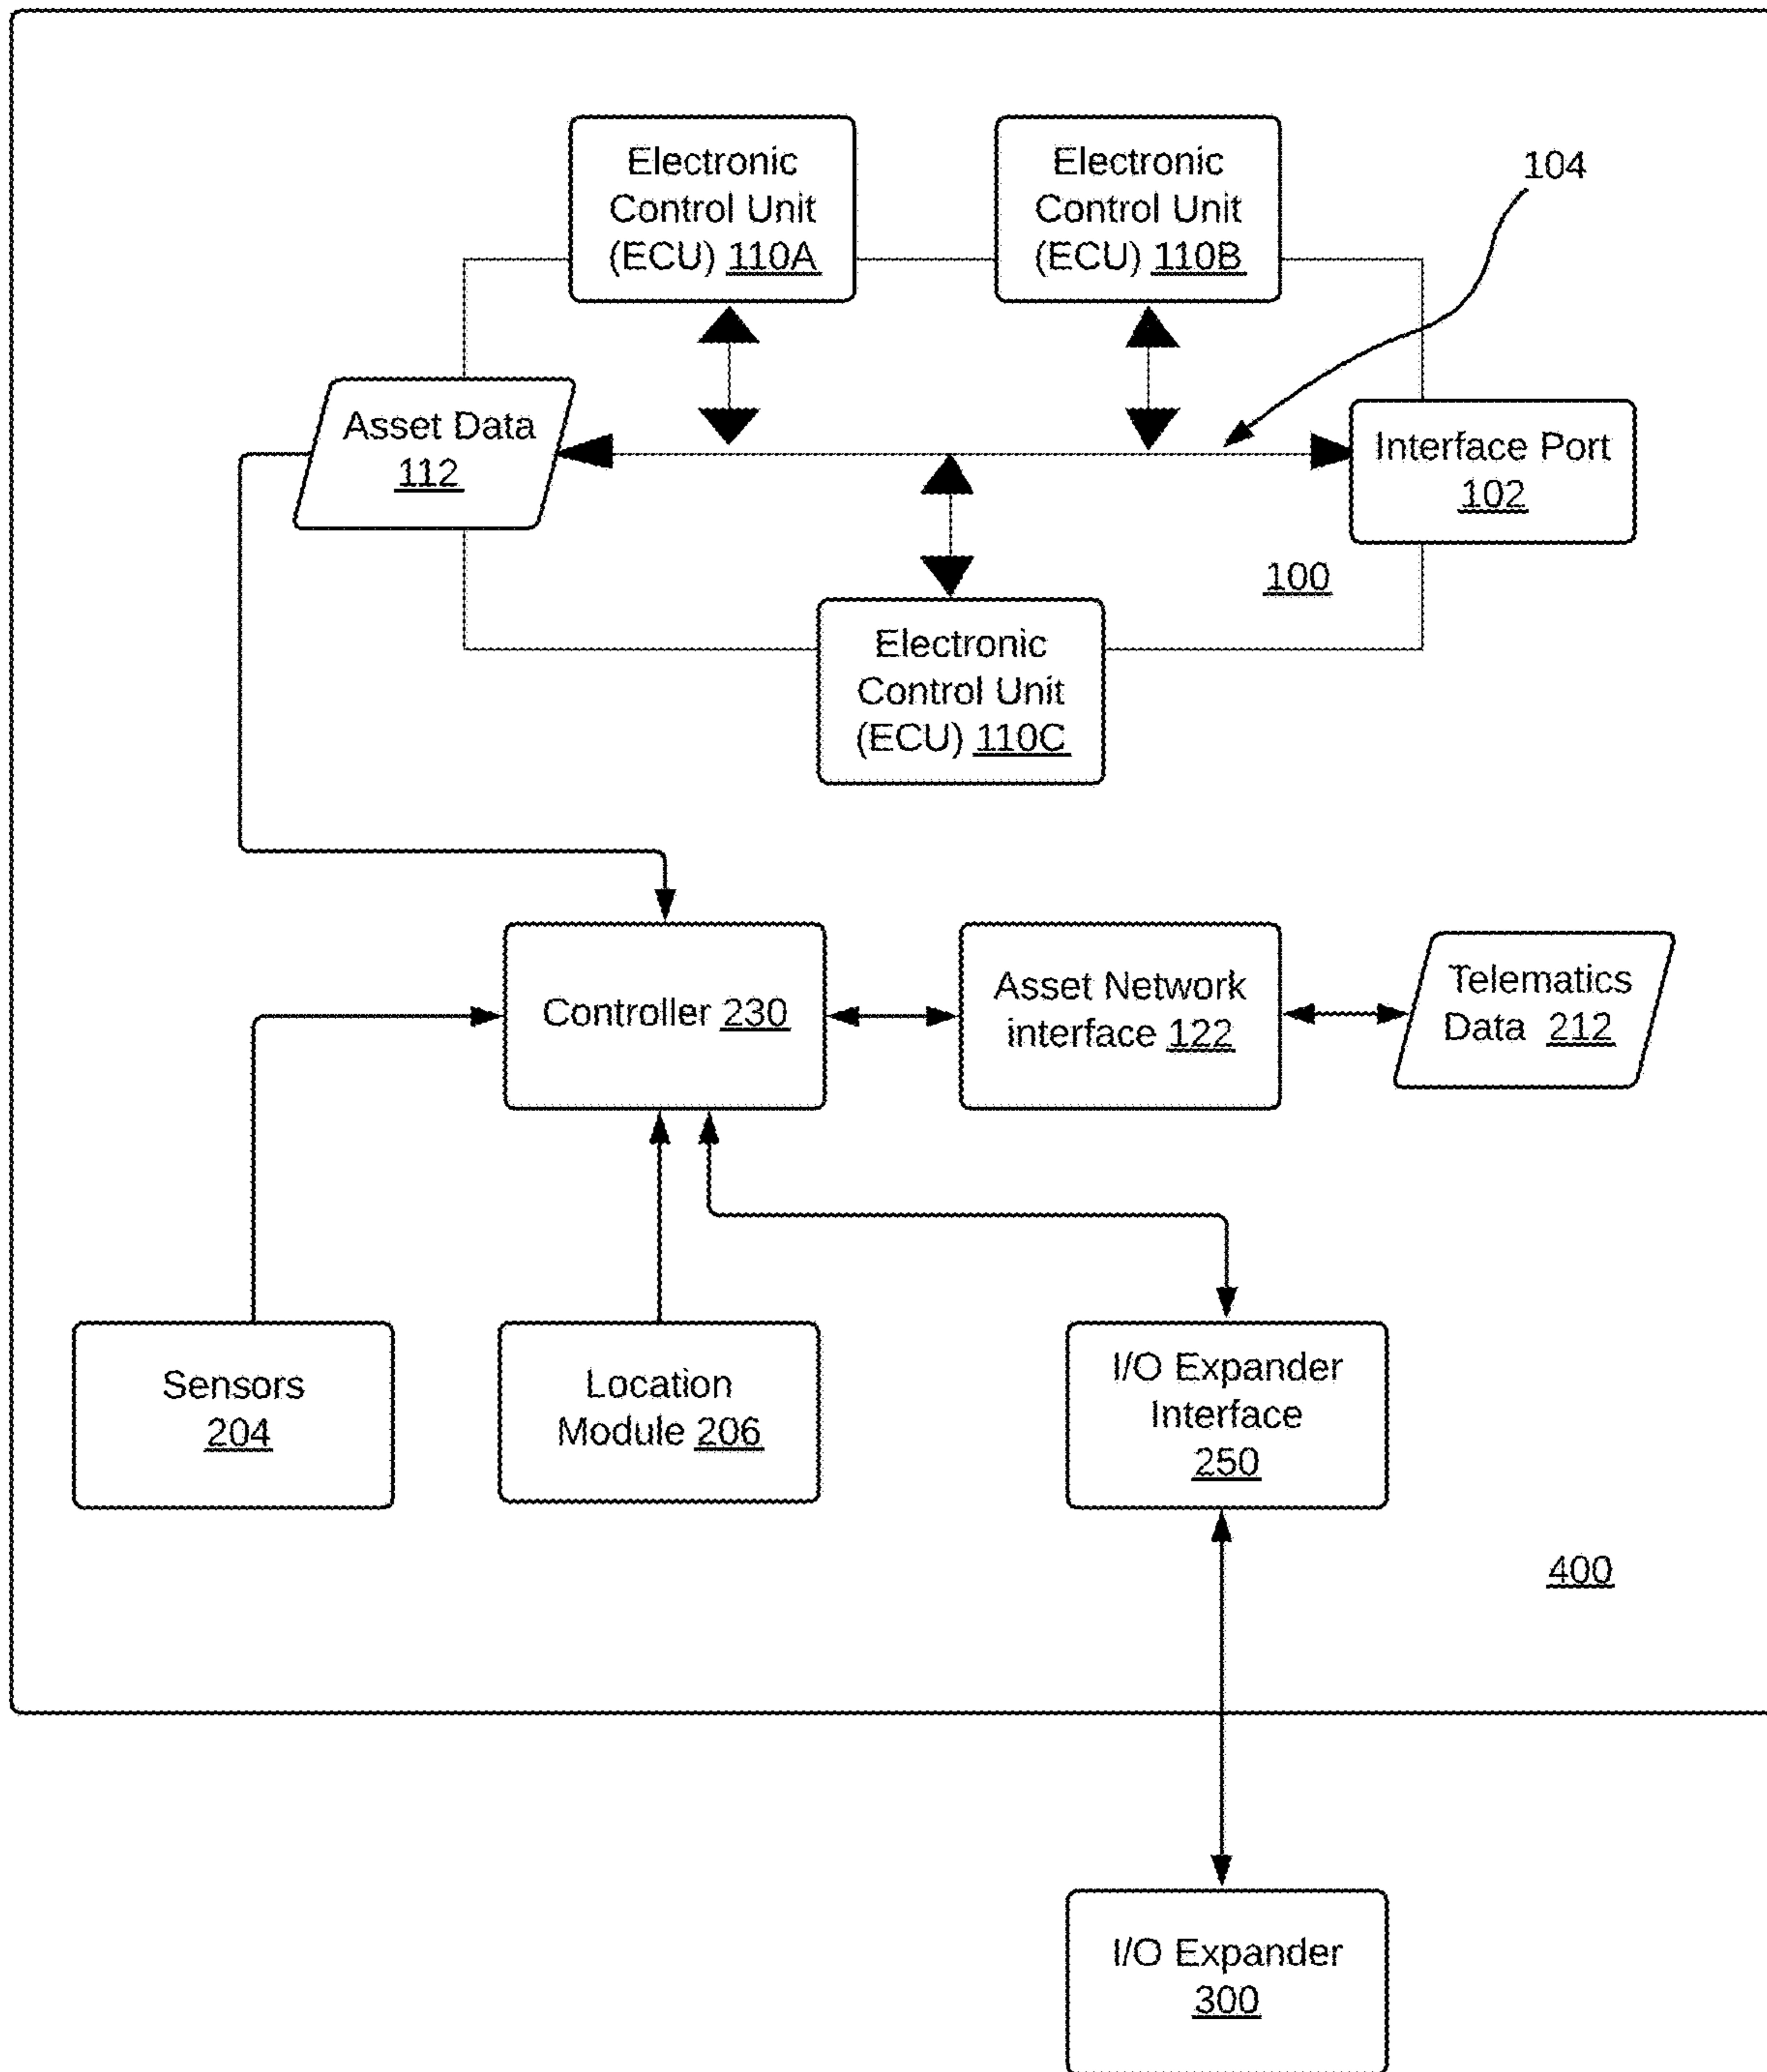 Electronic
Control Unit
(ECU) 110A
Electronic
Control Unit
(ECU) 110B
104
Asset Data
112
Interface Port
102
100
Electronic
Control Unit
(ECU) 110C
Controller 230
Asset Network
interface 122
Telematics
Data 212
Sensors
204
Location
Module 206
I/O Expander
Interface
250
400
I/O Expander
300